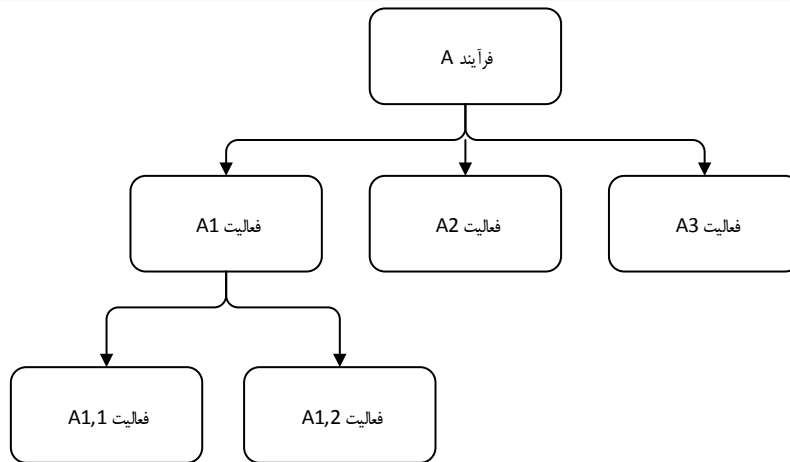 فرآیند A
فعالیت A1
فعالیت A2
فعالیت A3
فعالیت A1,1
فعالیت A1,2